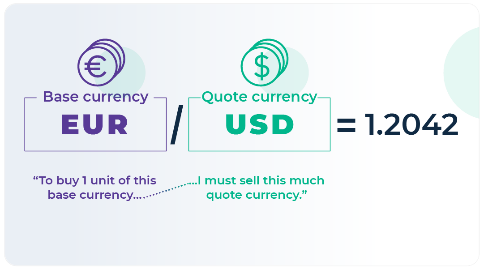 € $
Base currency Quote currency
EUR / USD = 1.2042
“To buy 1 unit of this
base currency...
...I must sell this much
quote currency.”